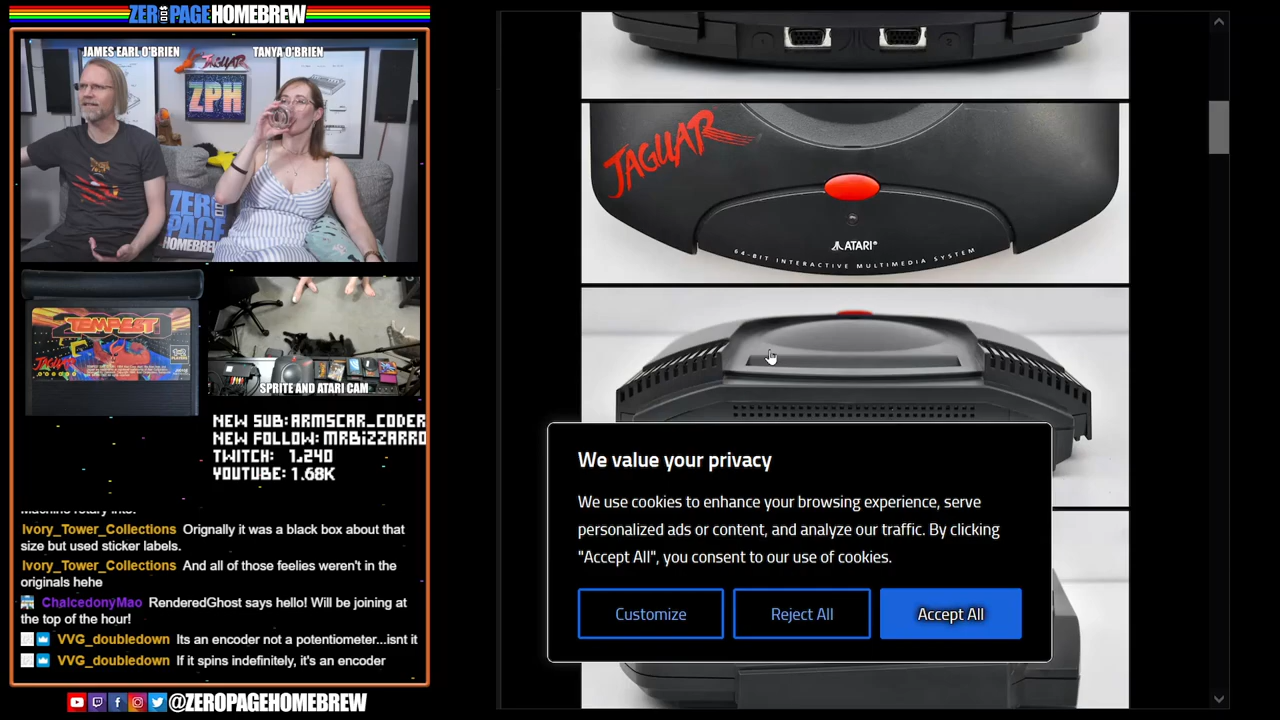 ZEROPAGEHOMEBREW
JAMES EARL O'BRIEN
TANYA O'BRIEN
JAGUAR
ZPH
ZERO
PAGE
HOMEBREW
TEMPEST
JAGUAR
SPRITE AND ATARI CAM
NEW SUB:ARMSCAR_CODER
NEW FOLLOW:MRBIZZARRO
TWITCH: 1,240
YOUTUBE:1.68K
Ivory_Tower_Collections Orignally it was a black box about that
size but used sticker labels.
Ivory_Tower_Collections And all of those feelies weren't in the
originals hehe
ChalcedonyMao RenderedGhost says hello! Will be joining at
the top of the hour!
VVG_doubledown Its an encoder not a potentiometer...isnt it
VVG_doubledown If it spins indefinitely, it's an encoder
@ZEROPAGEHOMEBREW
JAGUAR
ATARI®
64-BIT INTERACTIVE MULTIMEDIA SYSTEM
We value your privacy
We use cookies to enhance your browsing experience, serve
personalized ads or content, and analyze our traffic. By clicking
"Accept All", you consent to our use of cookies.
Customize
Reject All
Accept All